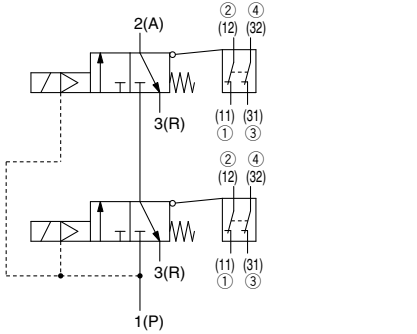 ② ④
2(A) (12) (32)
(11) (31)
3(R) ① ③
② ④
(12) (32)
(11) (31)
3(R) ① ③
1(P)